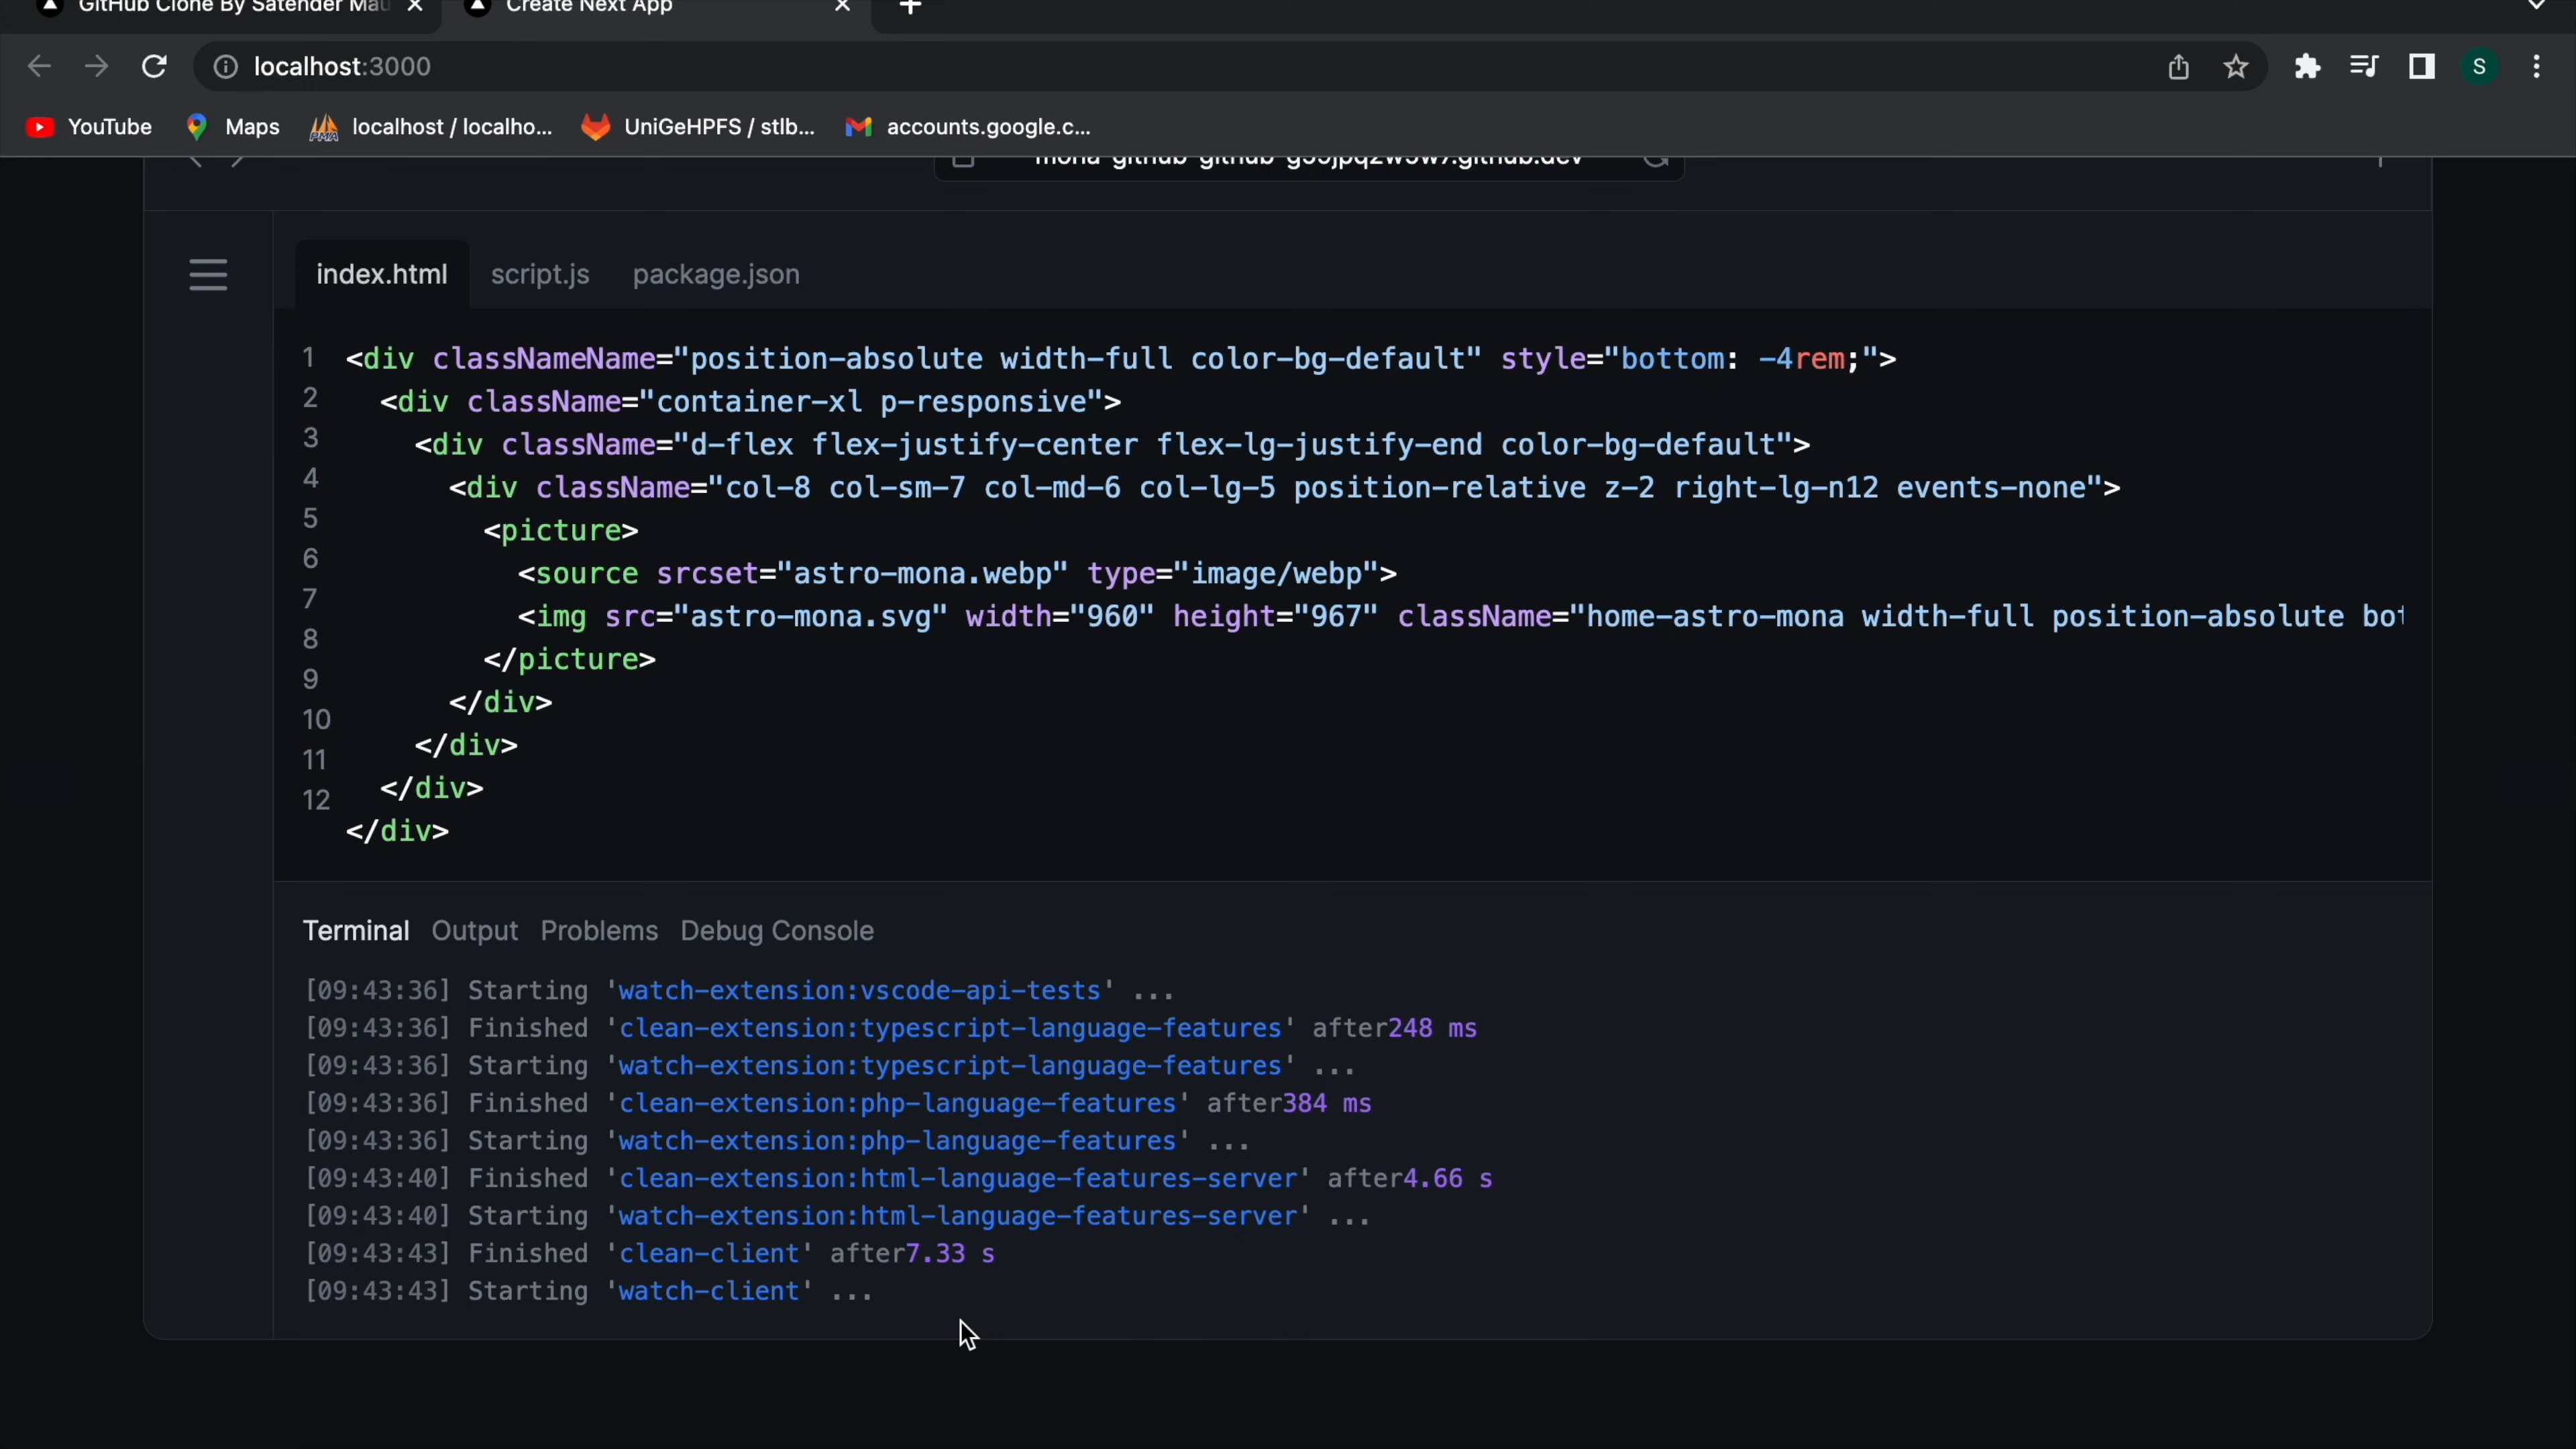 GitHub Clone By Satender Mau
Create Next App
localhost:3000
YouTube
Maps
localhost / localho...
UniGeHPFS / stlb...
accounts.google.c...
index.html
script.js
package.json
1 <div classNameName="position-absolute width-full color-bg-default" style="bottom: -4rem;">
2 <div className="container-xl p-responsive">
3 <div className="d-flex flex-justify-center flex-lg-justify-end color-bg-default">
4 <div className="col-8 col-sm-7 col-md-6 col-lg-5 position-relative z-2 right-lg-n12 events-none">
5 <picture>
6 <source srcset="astro-mona.webp" type="image/webp">
7 <img src="astro-mona.svg" width="960" height="967" className="home-astro-mona width-full position-absolute bot
8 </picture>
9 </div>
10 </div>
11 </div>
12 </div>
Terminal Output Problems Debug Console
[09:43:36] Starting 'watch-extension:vscode-api-tests' ...
[09:43:36] Finished 'clean-extension:typescript-language-features' after248 ms
[09:43:36] Starting 'watch-extension:typescript-language-features' ...
[09:43:36] Finished 'clean-extension:php-language-features' after384 ms
[09:43:36] Starting 'watch-extension:php-language-features' ...
[09:43:40] Finished 'clean-extension:html-language-features-server' after4.66 s
[09:43:40] Starting 'watch-extension:html-language-features-server' ...
[09:43:43] Finished 'clean-client' after7.33 s
[09:43:43] Starting 'watch-client' ...